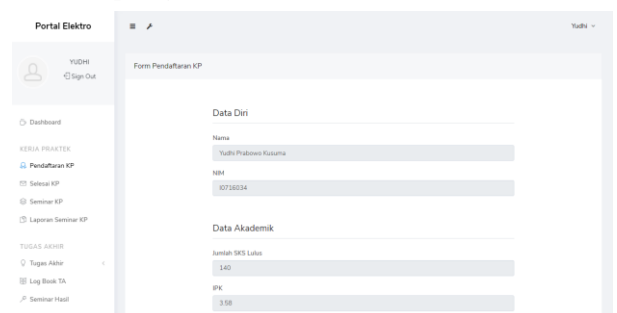 Portal Elektro
Yudhi
YUDHI
Sign Out
Dashboard
KERJA PRAKTEK
Pendaftaran KP
Selesai KP
Seminar KP
Laporan Seminar KP
TUGAS AKHIR
Tugas Akhir
Log Book TA
Seminar Hasil
Form Pendaftaran KP
Data Diri
Nama
Yudhi Prabowo Kusuma
NIM
I0716034
Data Akademik
Jumlah SKS Lulus
140
IPK
3.58